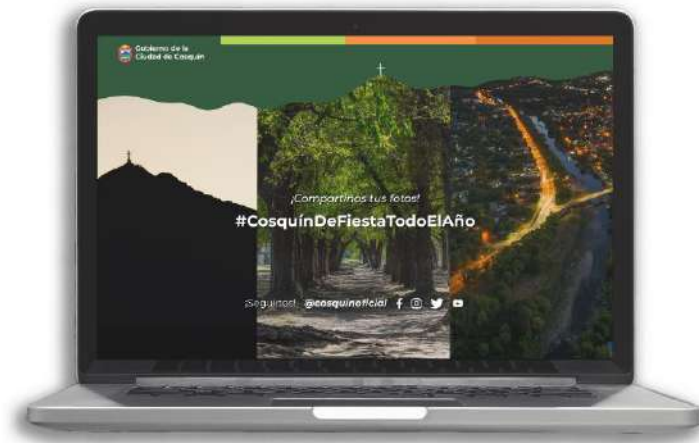 Gobierno de la
Ciudad de Cosquín
¡Compartinos tus fotos!
#CosquínDeFiestaTodoElAño
¡Seguinos! @cosquinoficial